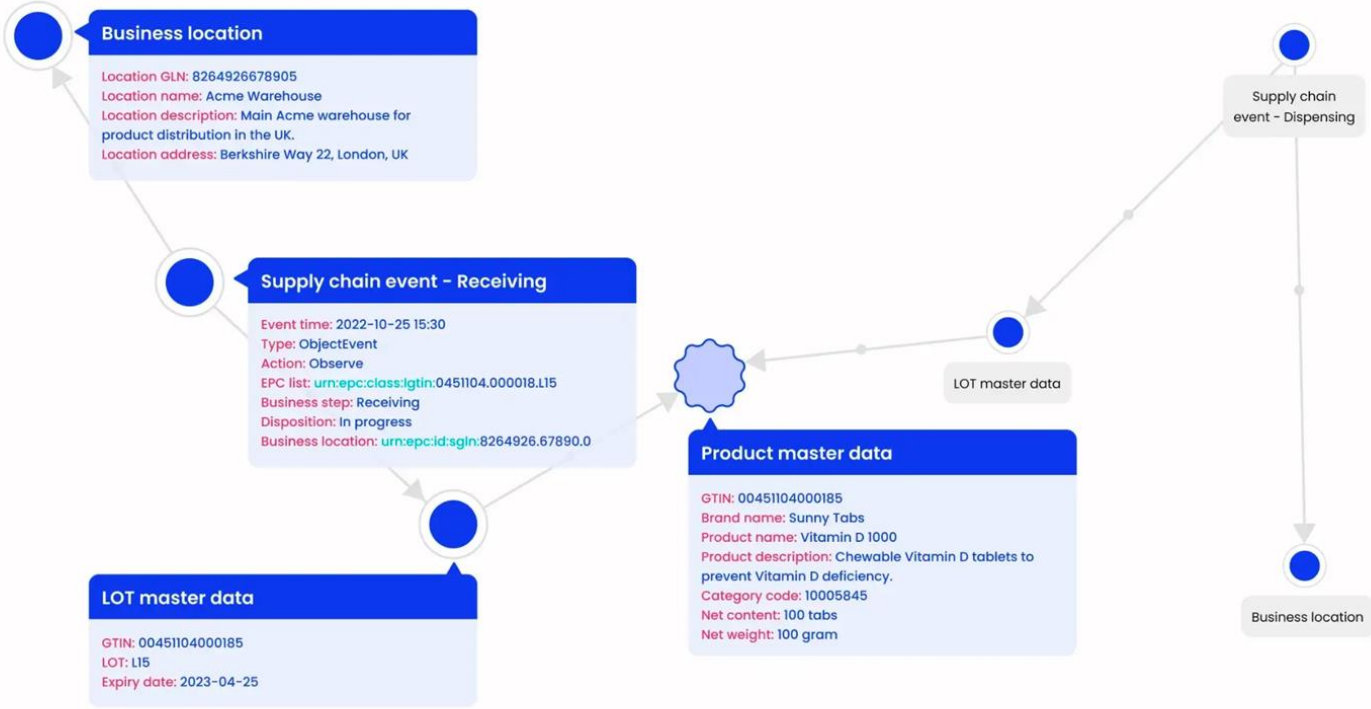 Business location
Location GLN: 8264926678905
Location name: Acme Warehouse
Location description: Main Acme warehouse for
product distribution in the UK.
Location address: Berkshire Way 22, London, UK
Supply chain
event - Dispensing
Supply chain event - Receiving
Event time: 2022-10-25 15:30
Type: ObjectEvent
Action: Observe
EPC list: urn:epc:class:lgtin:0451104.000018.L15
Business step: Receiving
Disposition: In progress
Business location: urn:epc:id:sgln:8264926.67890.0
LOT master data
Product master data
GTIN: 00451104000185
Brand name: Sunny Tabs
Product name: Vitamin D 1000
Product description: Chewable Vitamin D tablets to
prevent Vitamin D deficiency.
Category code: 10005845
Net content: 100 tabs
Net weight: 100 gram
LOT master data
GTIN: 00451104000185
LOT: L15
Expiry date: 2023-04-25
Business location